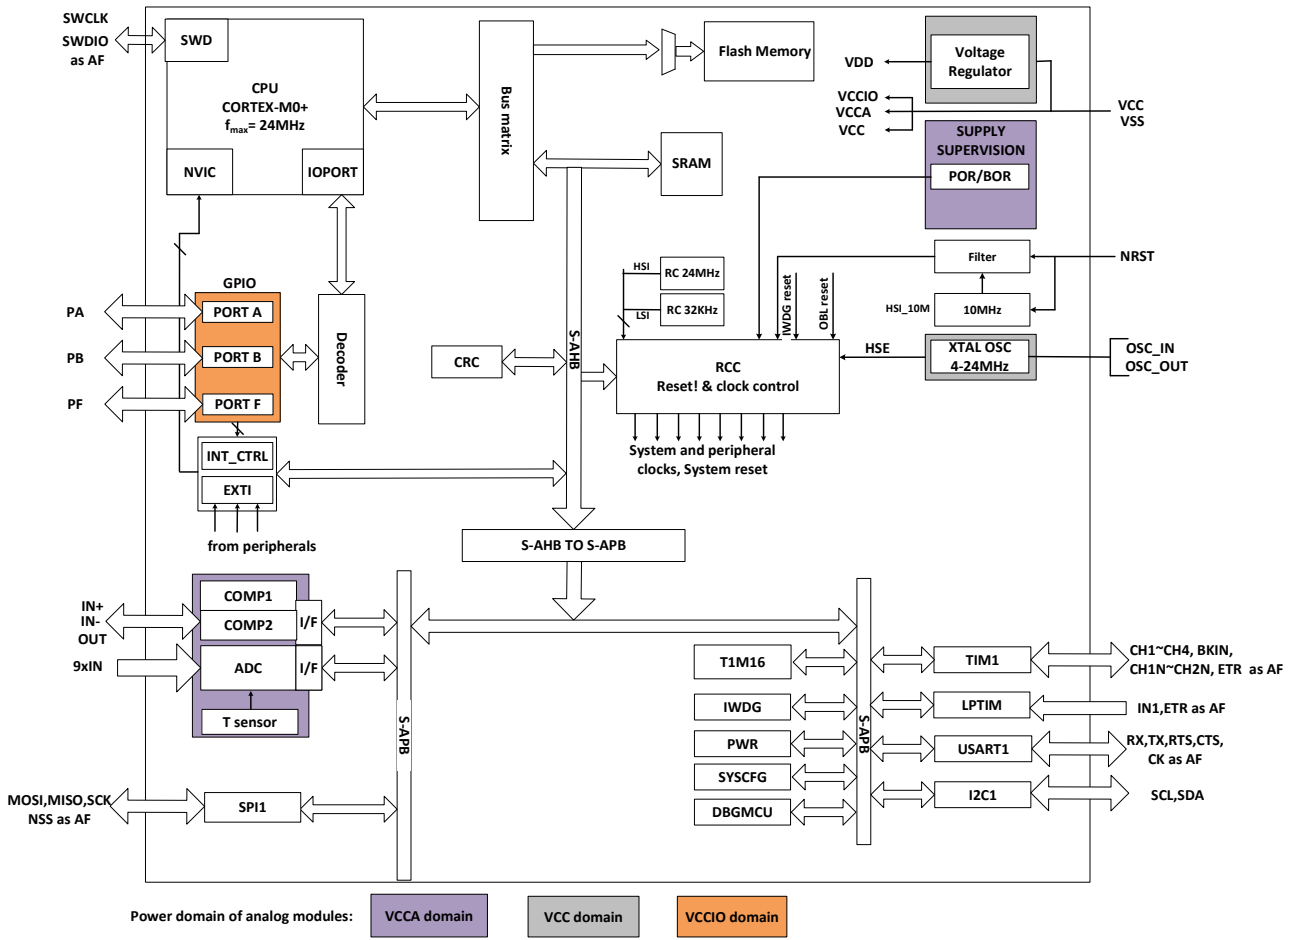 SWCLK
SWDIO
as AF
SWD
CPU
CORTEX-M0+
fmax= 24MHz
NVIC
IOPORT
Bus matrix
Flash Memory
SRAM
VDD
Voltage
Regulator
VCCIO
VCCA
VCC
VCC
VSS
SUPPLY
SUPERVISION
POR/BOR
Filter
NRST
HSI_10M
10MHz
HSI
RC 24MHz
LSI
RC 32KHz
IWDG reset
OBL reset
GPIO
PA
PORT A
PB
PORT B
PF
PORT F
Decoder
CRC
S-AHB
RCC
Reset! & clock control
HSE
XTAL OSC
4-24MHz
OSC_IN
OSC_OUT
System and peripheral
clocks, System reset
INT_CTRL
EXTI
from peripherals
S-AHB TO S-APB
IN+
IN-
OUT
COMP1
COMP2
I/F
9xIN
ADC
I/F
T sensor
S-APB
MOSI,MISO,SCK
NSS as AF
SPI1
T1M16
IWDG
PWR
SYSCFG
DBGMCU
S-APB
TIM1
CH1~CH4, BKIN,
CH1N~CH2N, ETR as AF
LPTIM
IN1,ETR as AF
USART1
RX,TX,RTS,CTS,
CK as AF
I2C1
SCL,SDA
Power domain of analog modules:
VCCA domain
VCC domain
VCCIO domain